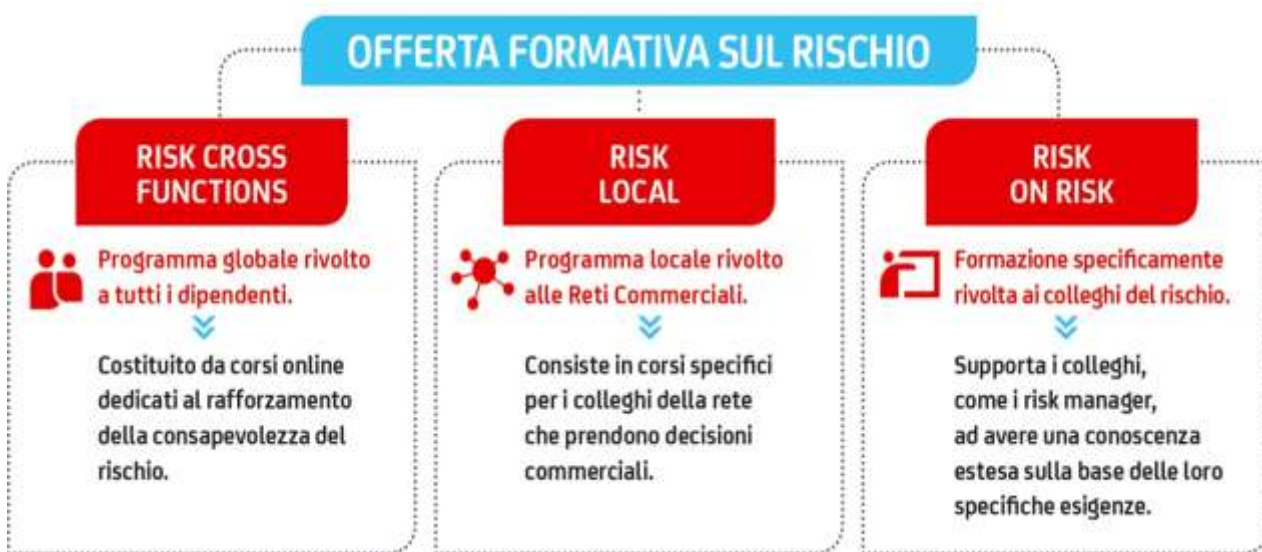 OFFERTA FORMATIVA SUL RISCHIO
RISK CROSS
FUNCTIONS
Programma globale rivolto
a tutti i dipendenti.
Costituito da corsi online
dedicati al rafforzamento
della consapevolezza del
rischio.
RISK
LOCAL
Programma locale rivolto
alle Reti Commerciali.
Consiste in corsi specifici
per i colleghi della rete
che prendono decisioni
commerciali.
RISK
ON RISK
Formazione specificamente
rivolta ai colleghi del rischio.
Supporta i colleghi,
come i risk manager,
ad avere una conoscenza
estesa sulla base delle loro
specifiche esigenze.